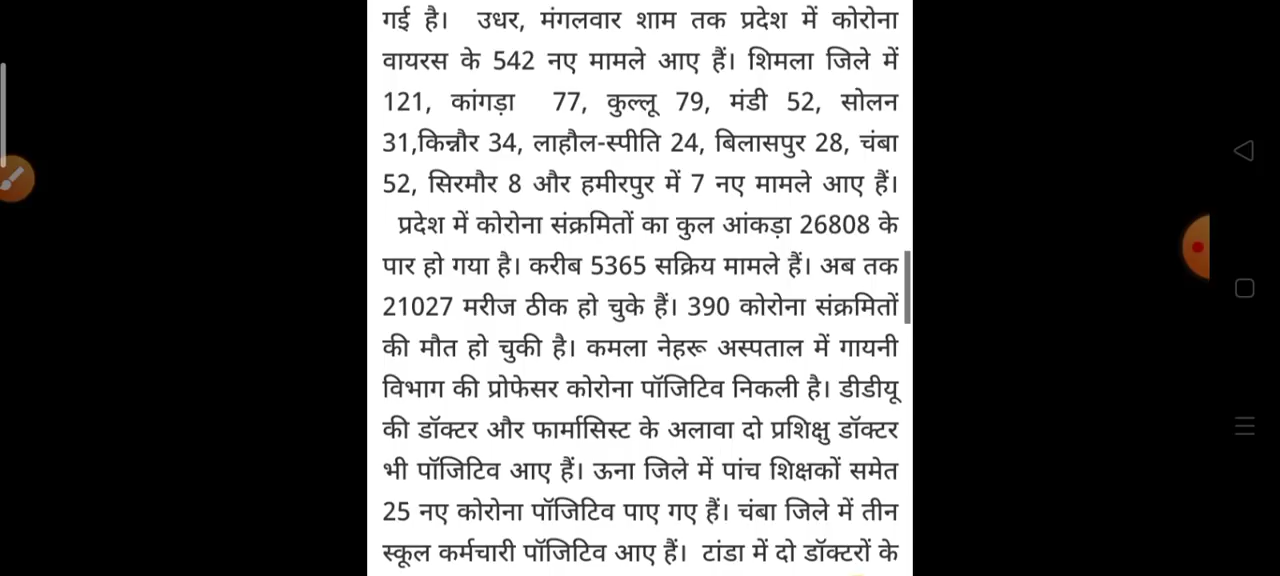 गई है। उधर, मंगलवार शाम तक प्रदेश में कोरोना
वायरस के 542 नए मामले आए हैं। शिमला जिले में
121, कांगड़ा 77, कुल्लू 79, मंडी 52, सोलन
31,किन्नौर 34, लाहौल-स्पीति 24, बिलासपुर 28, चंबा
52, सिरमौर 8 और हमीरपुर में 7 नए मामले आए हैं।
प्रदेश में कोरोना संक्रमितों का कुल आंकड़ा 26808 के
पार हो गया है। करीब 5365 सक्रिय मामले हैं। अब तक
21027 मरीज ठीक हो चुके हैं। 390 कोरोना संक्रमितों
की मौत हो चुकी है। कमला नेहरू अस्पताल में गायनी
विभाग की प्रोफेसर कोरोना पॉजिटिव निकली है। डीडीयू
की डॉक्टर और फार्मासिस्ट के अलावा दो प्रशिक्षु डॉक्टर
भी पॉजिटिव आए हैं। ऊना जिले में पांच शिक्षकों समेत
25 नए कोरोना पॉजिटिव पाए गए हैं। चंबा जिले में तीन
स्कूल कर्मचारी पॉजिटिव आए हैं। टांडा में दो डॉक्टरों के